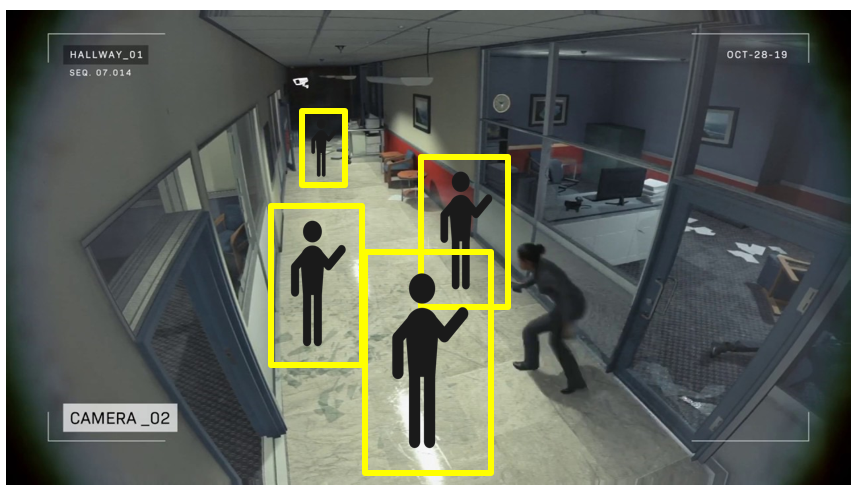 HALLWAY_01
SEQ. 07.014
OCT-28-19
CAMERA _02